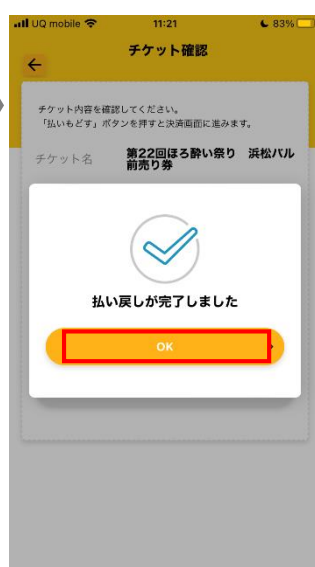 UQ mobile 11:21 83%
チケット確認
チケット内容を確認してください。
「払いもどす」ボタンを押すと決済画面に進みます。
チケット名 第22回ほろ酔い祭り 浜松バル
前売り券
払い戻しが完了しました
OK